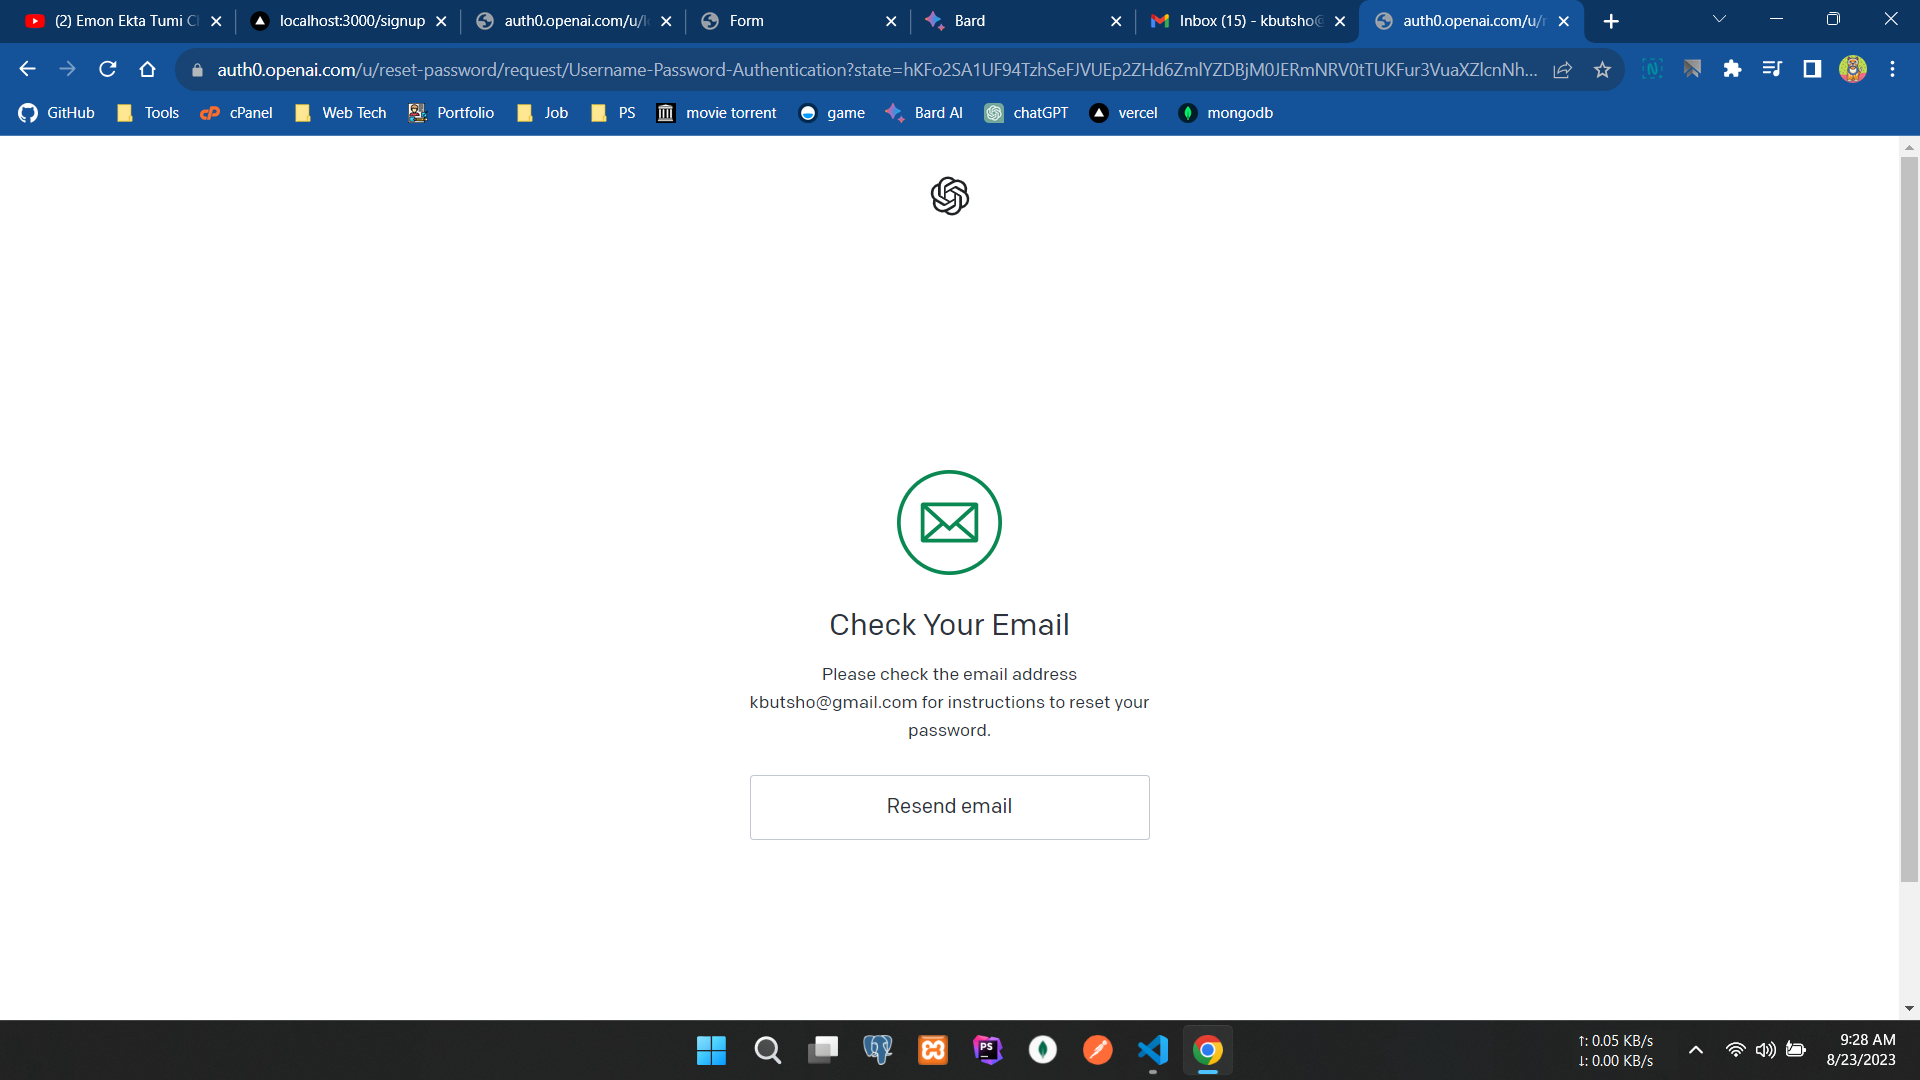 (2) Emon Ekta Tumi Ch
localhost:3000/signup
auth0.openai.com/u/l
Form
Bard
Inbox (15) - kbutsho@
auth0.openai.com/u/r
auth0.openai.com/u/reset-password/request/Username-Password-Authentication?state=hKFo2SA1UF94TzhSeFJVUEp2ZHd6ZmlYZDBjM0JERmNRV0tTUKFur3VuaXZlcnNh...
GitHub
Tools
cPanel
Web Tech
Portfolio
Job
PS
movie torrent
game
Bard AI
chatGPT
vercel
mongodb
Check Your Email
Please check the email address
kbutsho@gmail.com for instructions to reset your
password.
Resend email
↑: 0.05 KB/s
↓: 0.00 KB/s
9:28 AM
8/23/2023